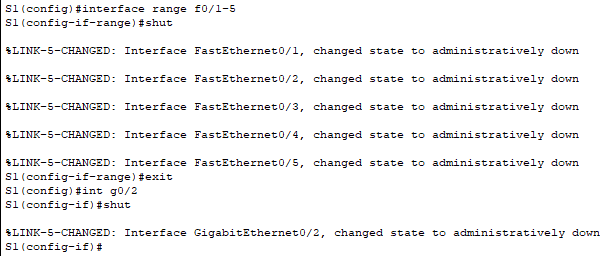 S1(config)#interface range f0/1-5
S1(config-if-range)#shut
%LINK-5-CHANGED: Interface FastEthernet0/1, changed state to administratively down
%LINK-5-CHANGED: Interface FastEthernet0/2, changed state to administratively down
%LINK-5-CHANGED: Interface FastEthernet0/3, changed state to administratively down
%LINK-5-CHANGED: Interface FastEthernet0/4, changed state to administratively down
%LINK-5-CHANGED: Interface FastEthernet0/5, changed state to administratively down
S1(config-if-range)#exit
S1(config)#int g0/2
S1(config-if)#shut
%LINK-5-CHANGED: Interface GigabitEthernet0/2, changed state to administratively down
S1(config-if)#